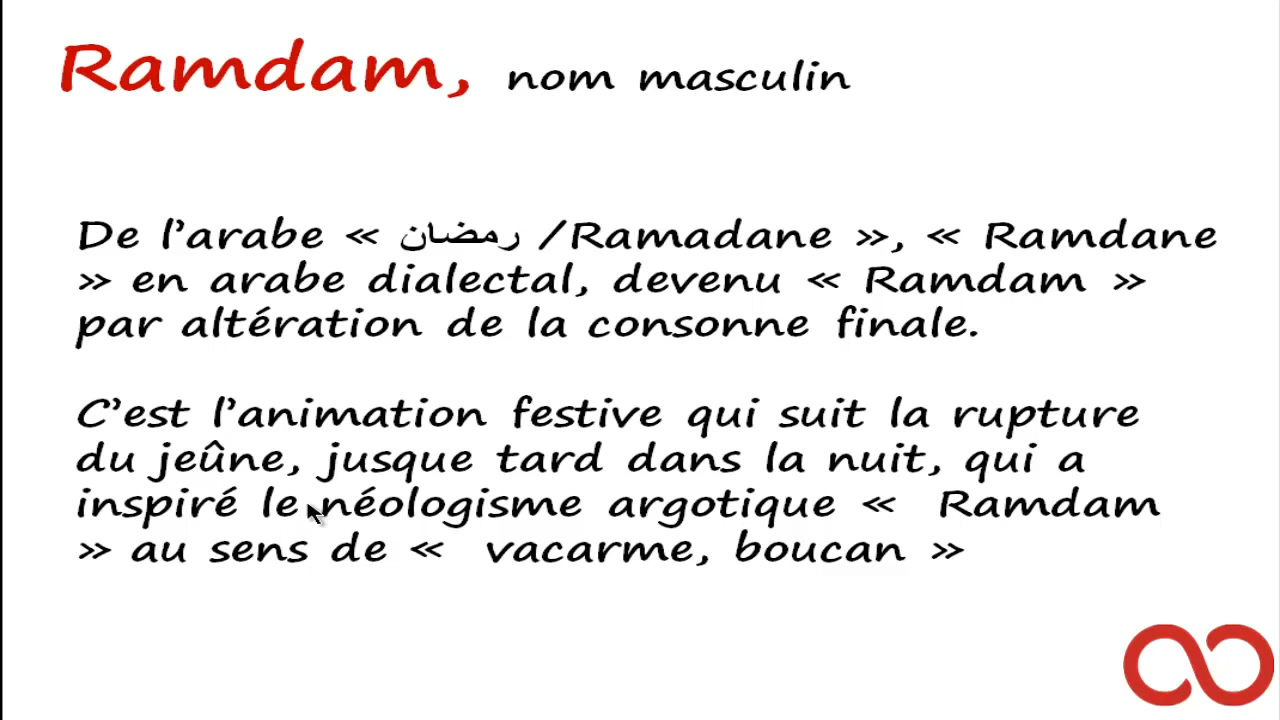 Ramdam, nom masculin
De l’arabe « رمضان /Ramadane », « Ramdane
» en arabe dialectal, devenu « Ramdam »
par altération de la consonne finale.
C’est l’animation festive qui suit la rupture
du jeûne, jusque tard dans la nuit, qui a
inspiré le néologisme argotique « Ramdam
» au sens de « vacarme, boucan »